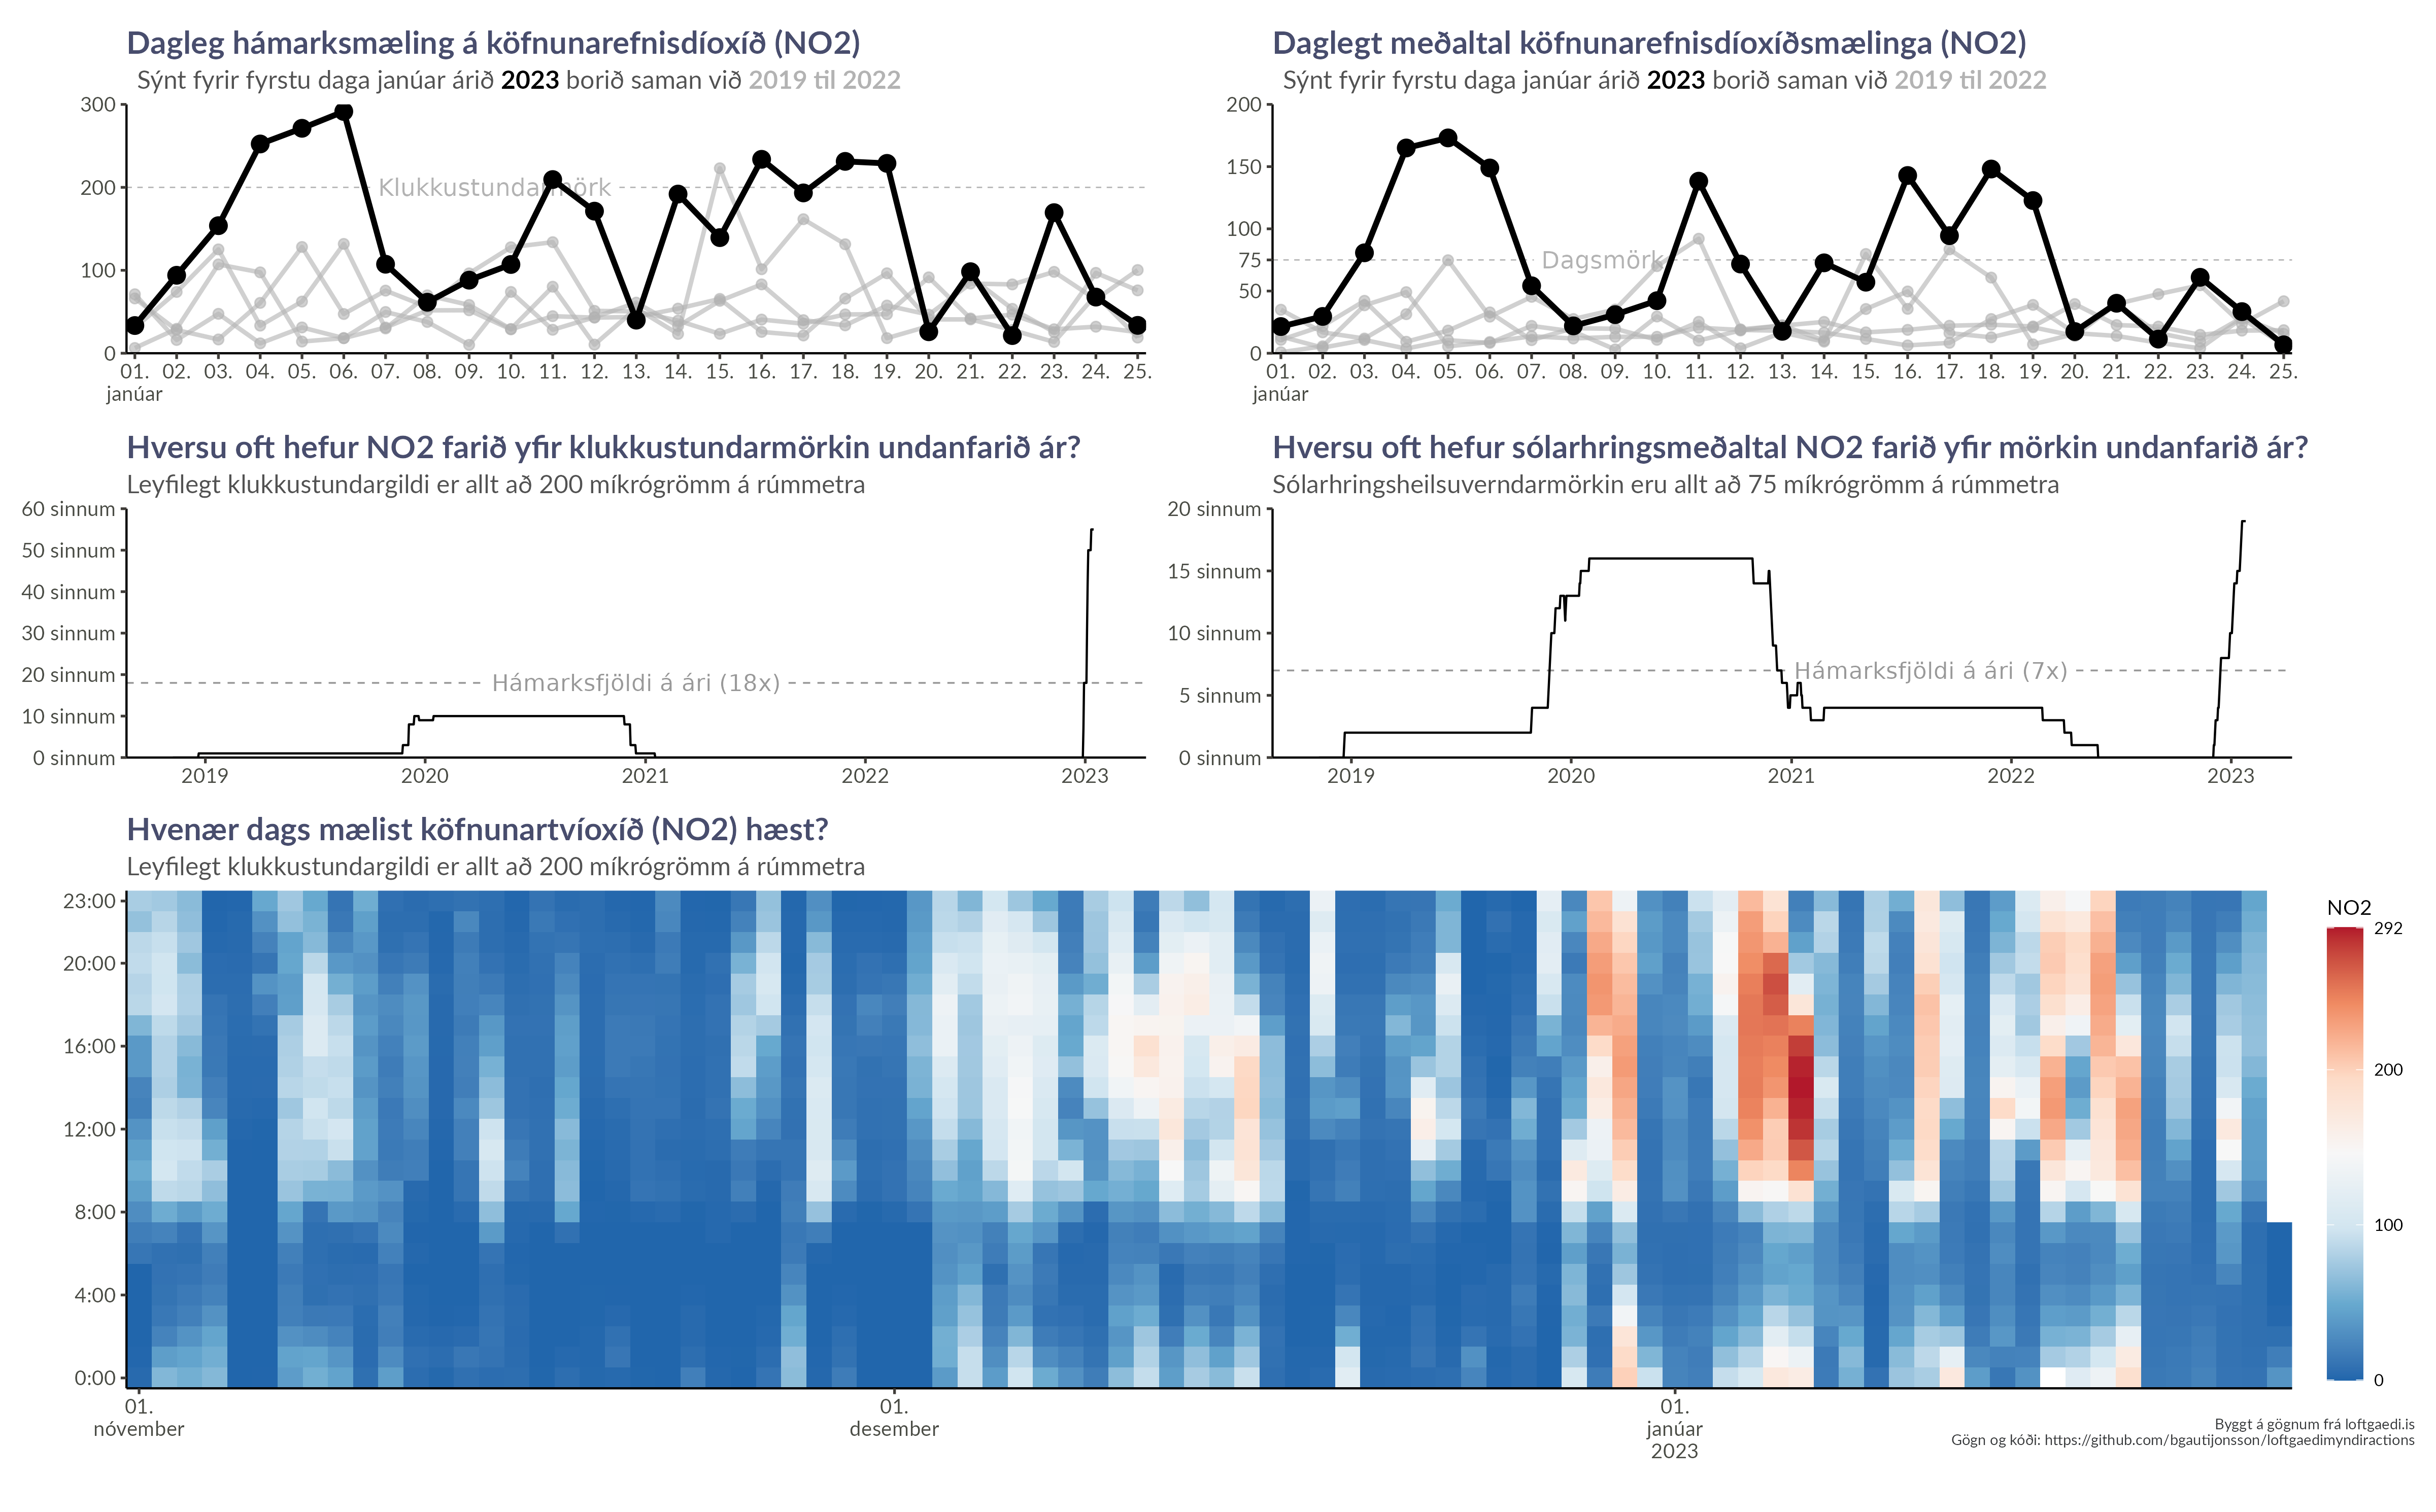 Dagleg hámarksmæling á köfnunarefnisdíoxíð (NO2)
Sýnt fyrir fyrstu daga janúar árið 2023 borið saman við 2019 til 2022
300
200
100
0
Klukkustundarmörk
01. 02. 03. 04. 05. 06. 07. 08. 09. 10. 11. 12. 13. 14. 15. 16. 17. 18. 19. 20. 21. 22. 23. 24. 25.
janúar
Daglegt meðaltal köfnunarefnisdíoxíðsmælinga (NO2)
Sýnt fyrir fyrstu daga janúar árið 2023 borið saman við 2019 til 2022
200
150
100
75
50
0
Dagsmörk
01. 02. 03. 04. 05. 06. 07. 08. 09. 10. 11. 12. 13. 14. 15. 16. 17. 18. 19. 20. 21. 22. 23. 24. 25.
janúar
Hversu oft hefur NO2 farið yfir klukkustundarmörkin undanfarið ár?
Leyfilegt klukkustundargildi er allt að 200 míkrógrömm á rúmmetra
60 sinnum
50 sinnum
40 sinnum
30 sinnum
20 sinnum
10 sinnum
0 sinnum
Hámarksfjöldi á ári (18x)
2019 2020 2021 2022 2023
Hversu oft hefur sólarhringsmeðaltal NO2 farið yfir mörkin undanfarið ár?
Sólarhringsheilsuverndarmörkin eru allt að 75 míkrógrömm á rúmmetra
20 sinnum
15 sinnum
10 sinnum
5 sinnum
0 sinnum
Hámarksfjöldi á ári (7x)
2019 2020 2021 2022 2023
Hvenær dags mælist köfnunartvíoxíð (NO2) hæst?
Leyfilegt klukkustundargildi er allt að 200 míkrógrömm á rúmmetra
23:00
20:00
16:00
12:00
8:00
4:00
0:00
01.
nóvember
01.
desember
01.
janúar
2023
NO2
292
200
100
0
Byggt á gögnum frá loftgaedi.is
Gögn og kóði: https://github.com/bgautijonsson/loftgaedimyndiractions